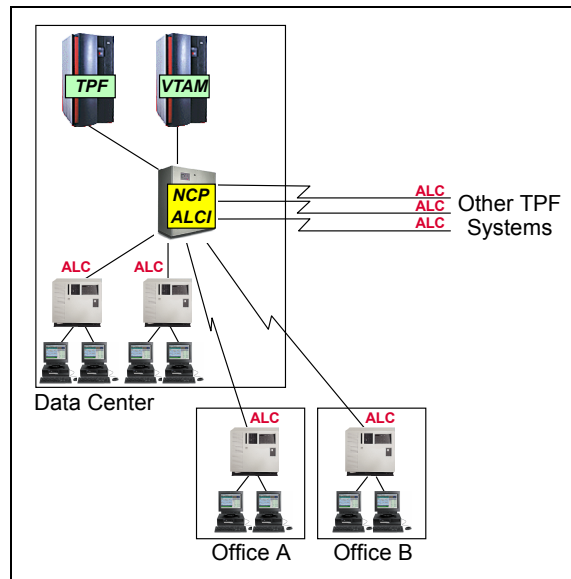 TPF
VTAM
NCP
ALCI
ALC
ALC
ALC
Other TPF
Systems
ALC
ALC
Data Center
ALC
ALC
Office A
Office B